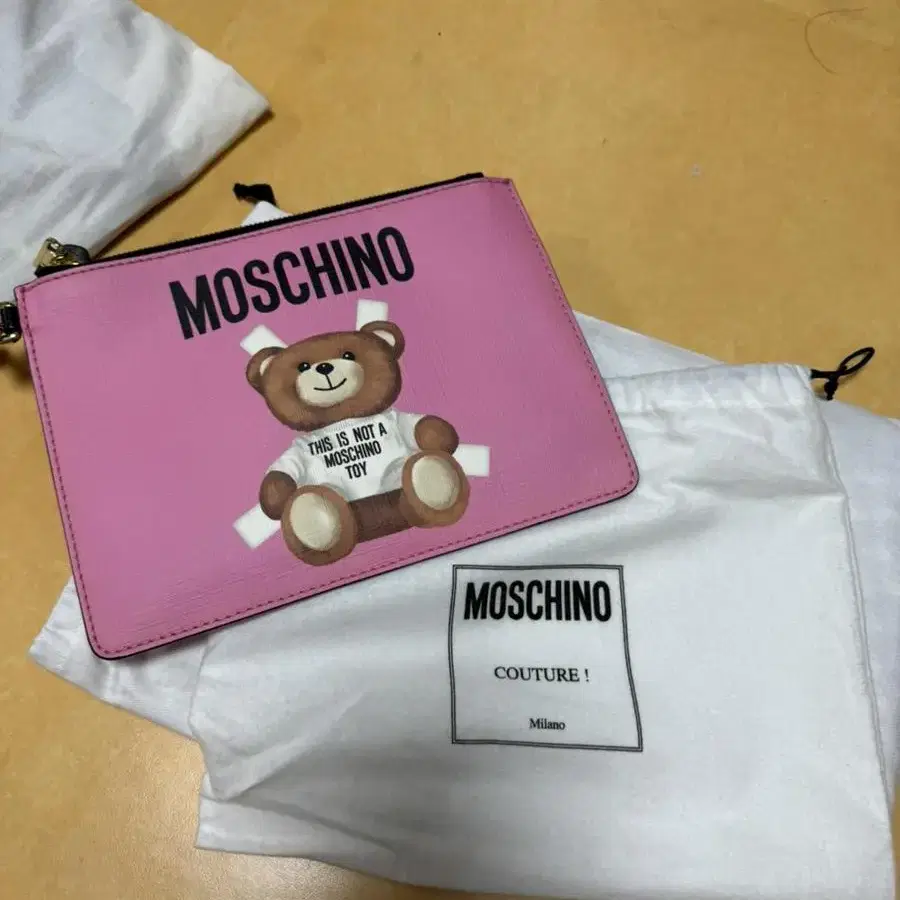 MOSCHINO
THIS IS NOT A
MOSCHINO
TOY
MOSCHINO
COUTURE !
Milano